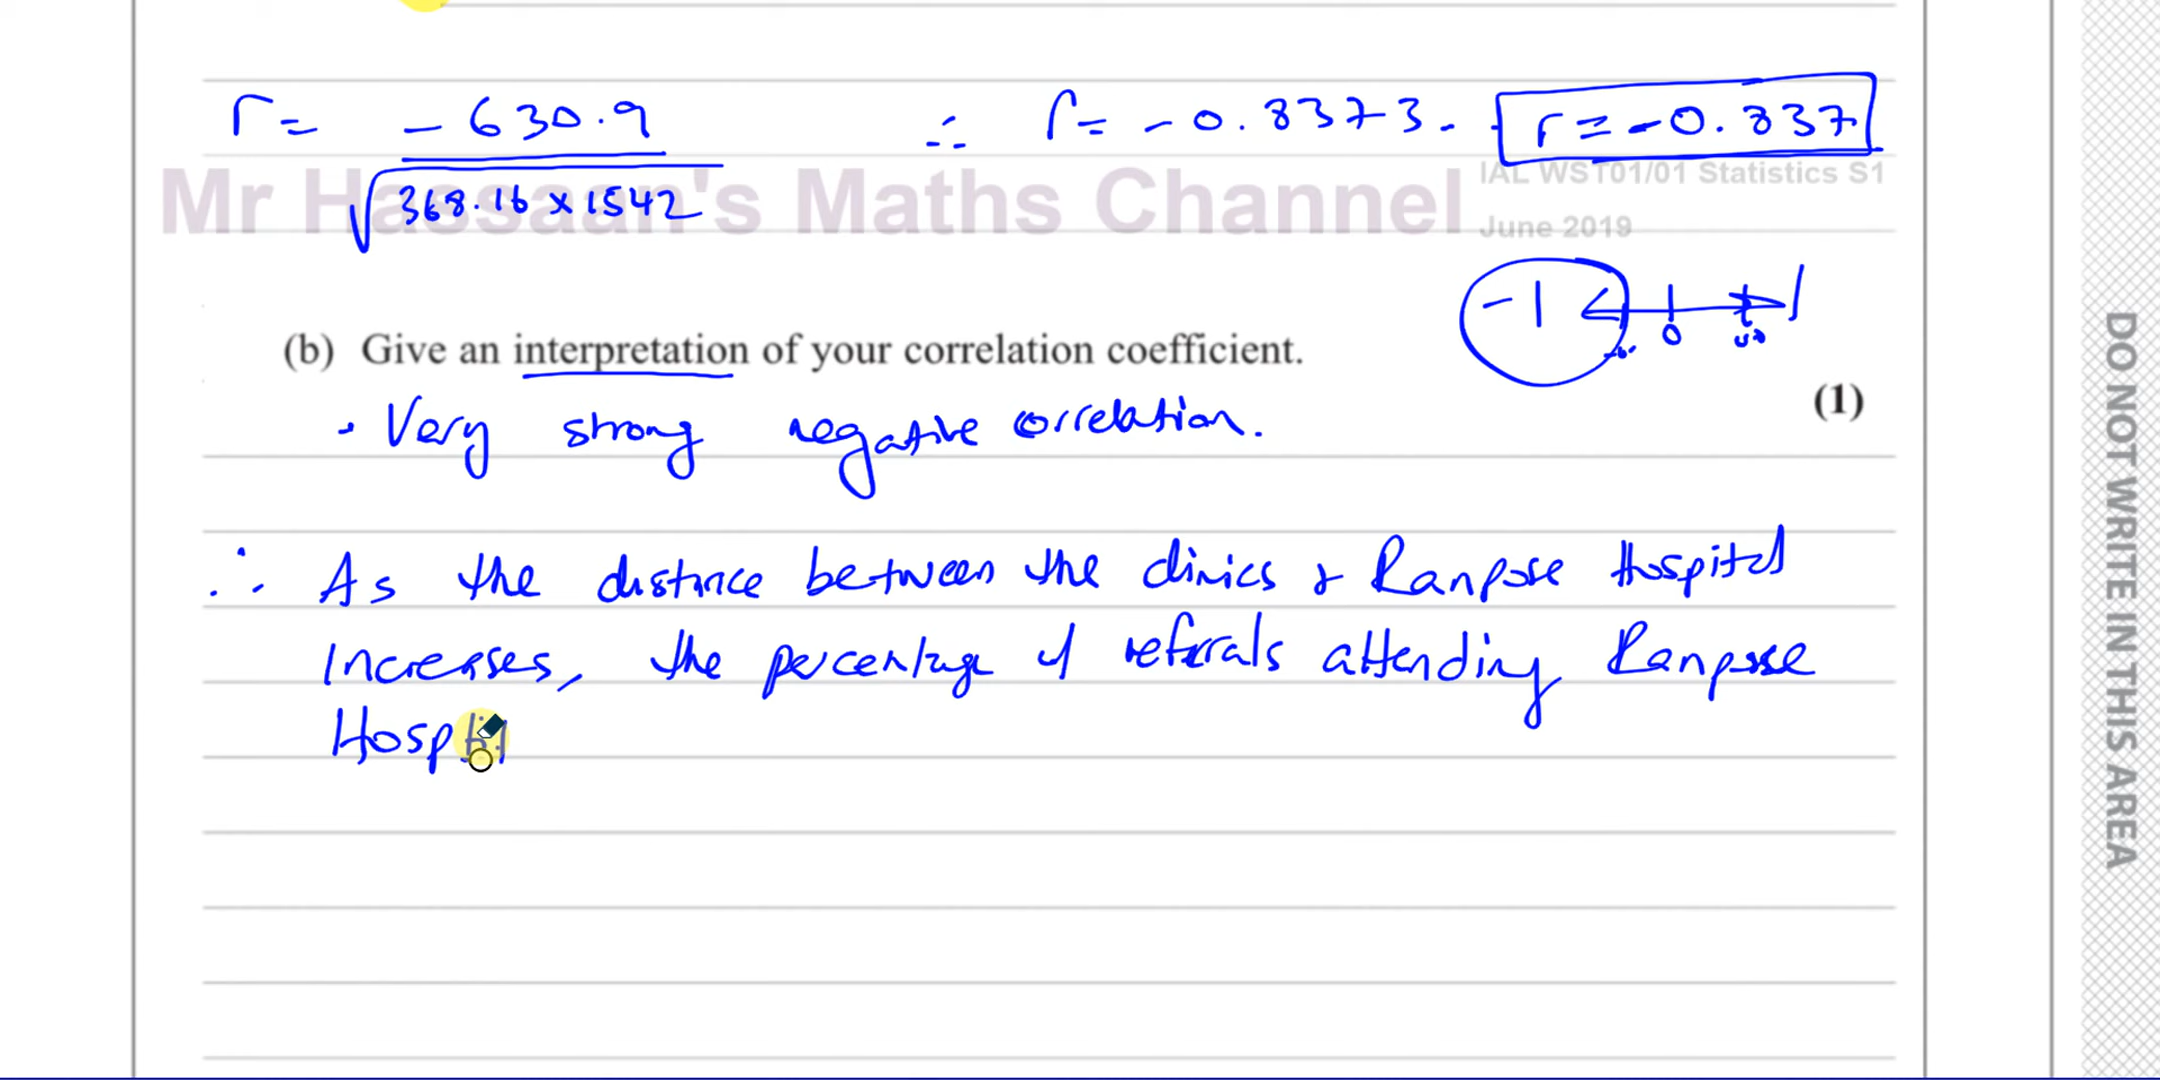 r = -630.9 / √(368.16 × 1542) ∴ r = -0.8373. r = -0.837
Mr Hassaan's Maths Channel
IAL WST01/01 Statistics S1
June 2019
-1 0 1
(b) Give an interpretation of your correlation coefficient.
(1)
· Very strong negative correlation.
∴ As the distance between the clinics & Ranpose Hospital
increases, the percentage of referrals attending Ranpose
Hosp
DO NOT WRITE IN THIS AREA